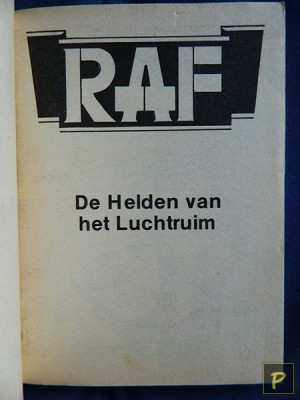 RAF
De Helden van
het Luchtruim
P